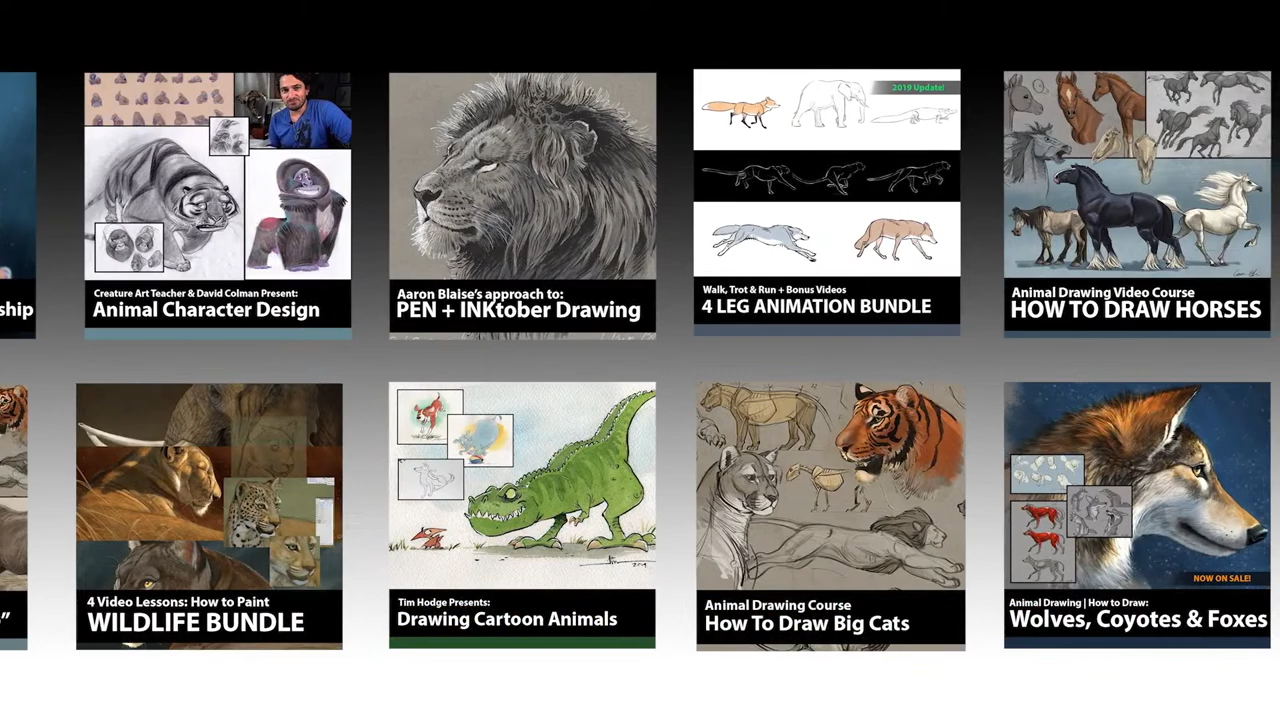 ship
Creature Art Teacher & David Colman Present:
Animal Character Design
Aaron Blaise's approach to:
PEN + INKtober Drawing
2019 Update!
Walk, Trot & Run + Bonus Videos
4 LEG ANIMATION BUNDLE
Animal Drawing Video Course
HOW TO DRAW HORSES
”
4 Video Lessons: How to Paint
WILDLIFE BUNDLE
2019
Tim Hodge Presents:
Drawing Cartoon Animals
Animal Drawing Course
How To Draw Big Cats
NOW ON SALE!
Animal Drawing | How to Draw:
Wolves, Coyotes & Foxes